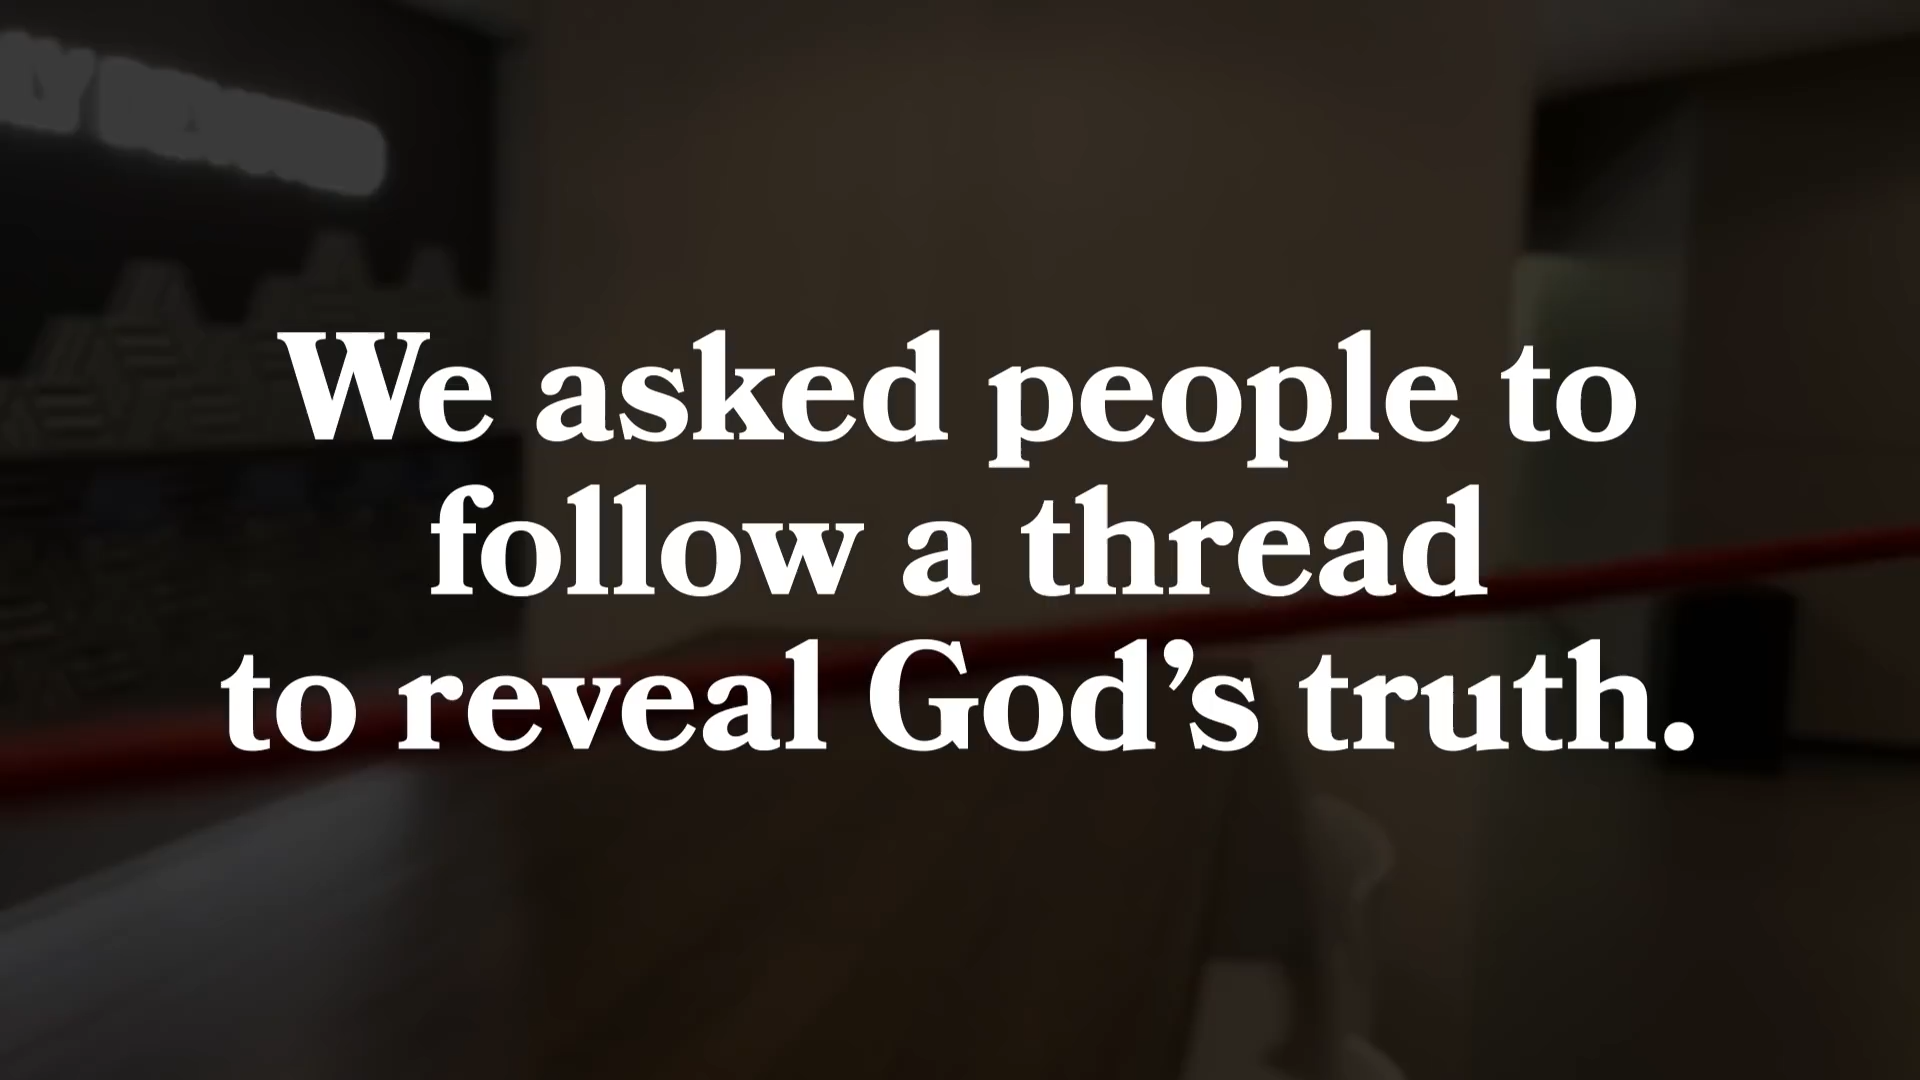 We asked people to
follow a thread
to reveal God’s truth.